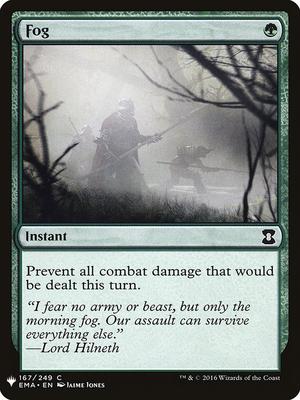 Fog
Instant
Prevent all combat damage that would
be dealt this turn.
“I fear no army or beast, but only the
morning fog. Our assault can survive
everything else.”
—Lord Hilneth
167/249 C
EMA • EN Jaime Jones
™ & © 2016 Wizards of the Coast